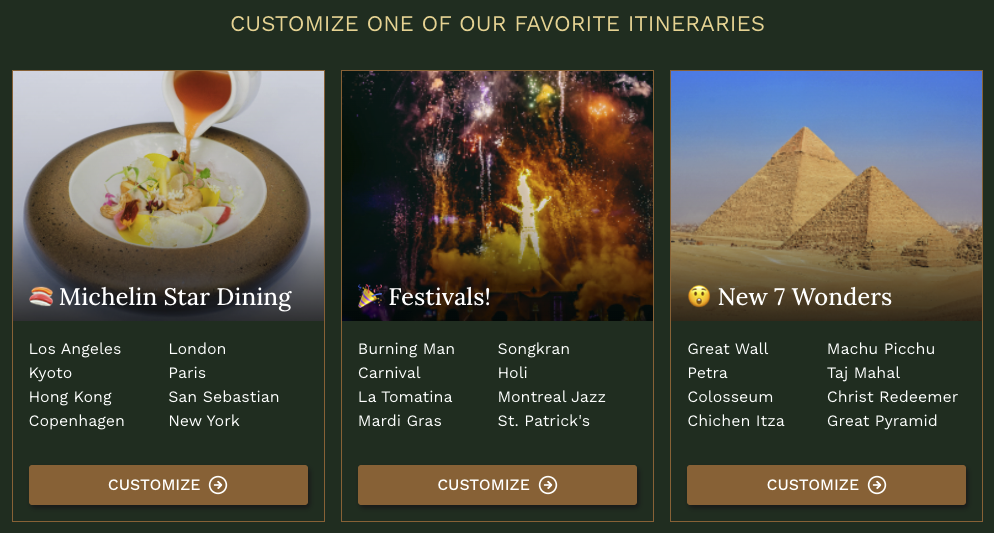 CUSTOMIZE ONE OF OUR FAVORITE ITINERARIES
🍣 Michelin Star Dining
Los Angeles
Kyoto
Hong Kong
Copenhagen
London
Paris
San Sebastian
New York
CUSTOMIZE
🎉 Festivals!
Burning Man
Carnival
La Tomatina
Mardi Gras
Songkran
Holi
Montreal Jazz
St. Patrick's
CUSTOMIZE
😲 New 7 Wonders
Great Wall
Petra
Colosseum
Chichen Itza
Machu Picchu
Taj Mahal
Christ Redeemer
Great Pyramid
CUSTOMIZE